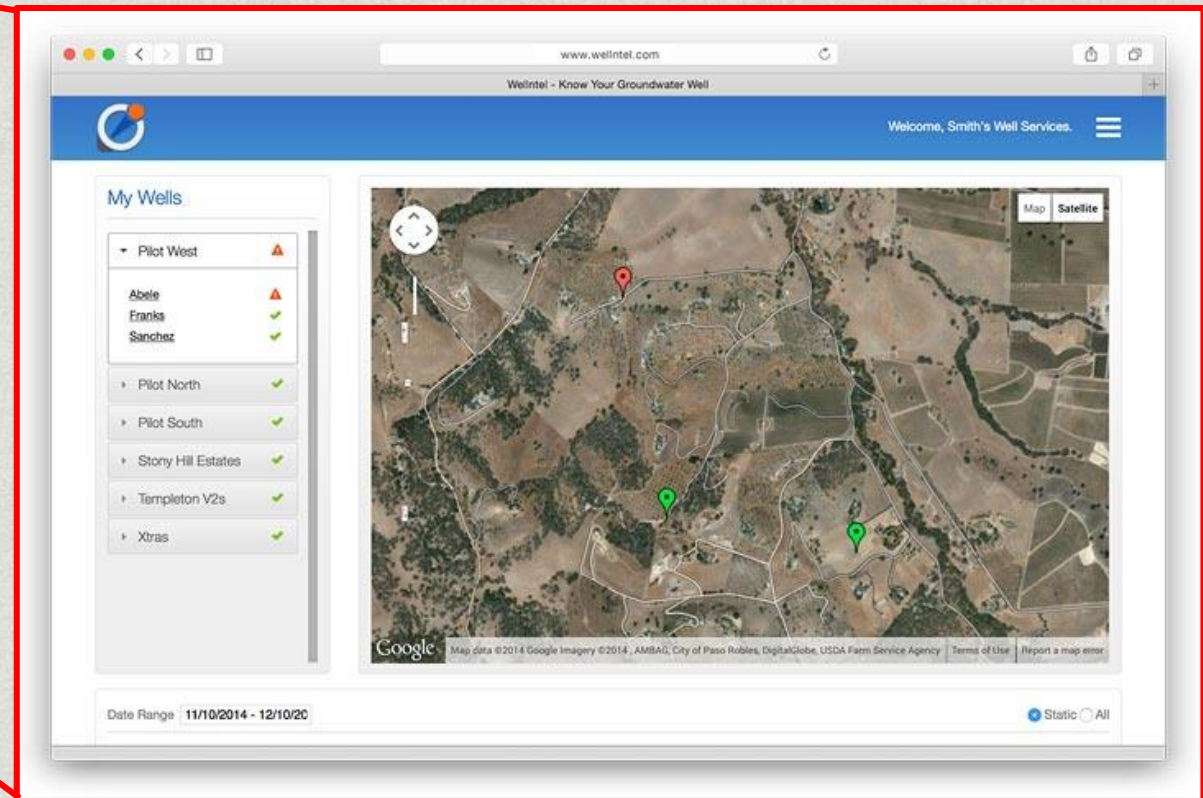 www.wellntel.com
Wellntel - Know Your Groundwater Well
Welcome, Smith's Well Services.
My Wells
Pilot West
Abele
Franks
Sanchez
Pilot North
Pilot South
Stony Hill Estates
Templeton V2s
Xtras
Map Satellite
Google Map data ©2014 Google Imagery ©2014 , AMBAG, City of Paso Robles, DigitalGlobe, USDA Farm Service Agency Terms of Use Report a map error
Date Range 11/10/2014 - 12/10/20
Static All